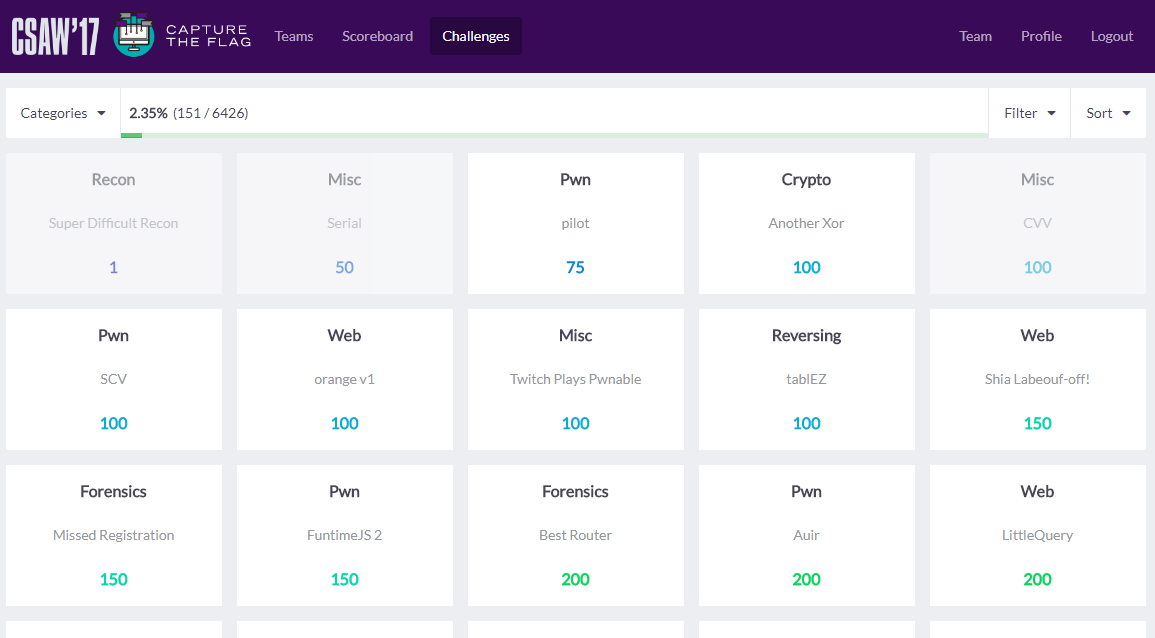 CSAW'17 CAPTURE THE FLAG Teams Scoreboard Challenges Team Profile Logout
Categories 2.35% (151 / 6426) Filter Sort
Recon Misc Pwn Crypto Misc
Super Difficult Recon Serial pilot Another Xor CVV
1 50 75 100 100
Pwn Web Misc Reversing Web
SCV orange v1 Twitch Plays Pwnable tablEZ Shia Labeouf-off!
100 100 100 100 150
Forensics Pwn Forensics Pwn Web
Missed Registration FuntimeJS 2 Best Router Auir LittleQuery
150 150 200 200 200